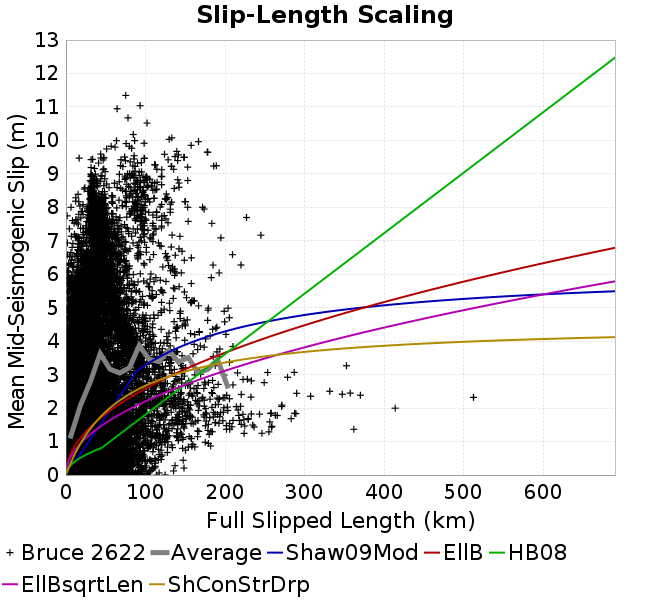 Slip-Length Scaling
Mean Mid-Seismogenic Slip (m)
13
12
11
10
9
8
7
6
5
4
3
2
1
0
0 100 200 300 400 500 600
Full Slipped Length (km)
Bruce 2622 Average Shaw09Mod EllB HB08
EllBsqrtLen ShConStrDrp